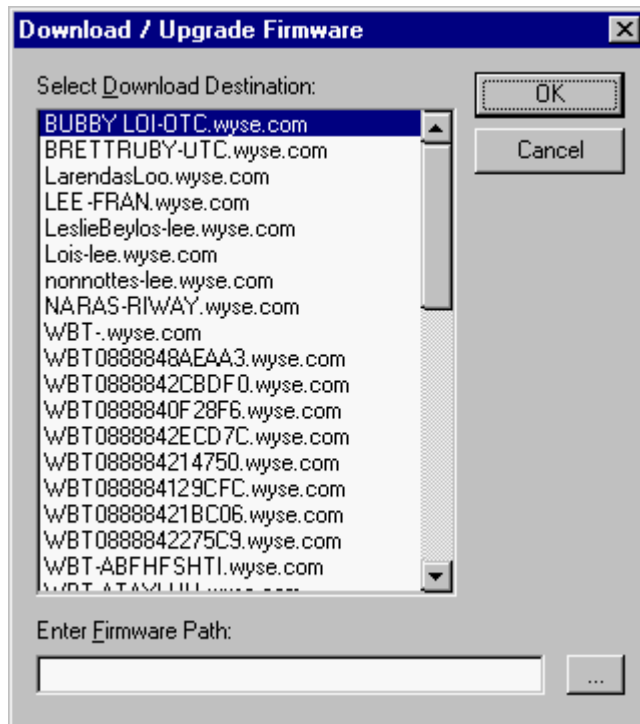 Download / Upgrade Firmware
Select Download Destination:
OK
Cancel
BUBBY LOI-OTC.wyse.com
BRETTRUBY-UTC.wyse.com
LarendasLoo.wyse.com
LEE-FRAN.wyse.com
LeslieBeylos-lee.wyse.com
Lois-lee.wyse.com
nonnottes-lee.wyse.com
NARAS-RIWAY.wyse.com
WBT-.wyse.com
WBT0888848AEAA3.wyse.com
WBT0888842CBDF0.wyse.com
WBT0888840F28F6.wyse.com
WBT0888842ECD7C.wyse.com
WBT088884214750.wyse.com
WBT088884129CFC.wyse.com
WBT08888421BC06.wyse.com
WBT0888842275C9.wyse.com
WBT-ABFHFSHTI.wyse.com
Enter Firmware Path:
...